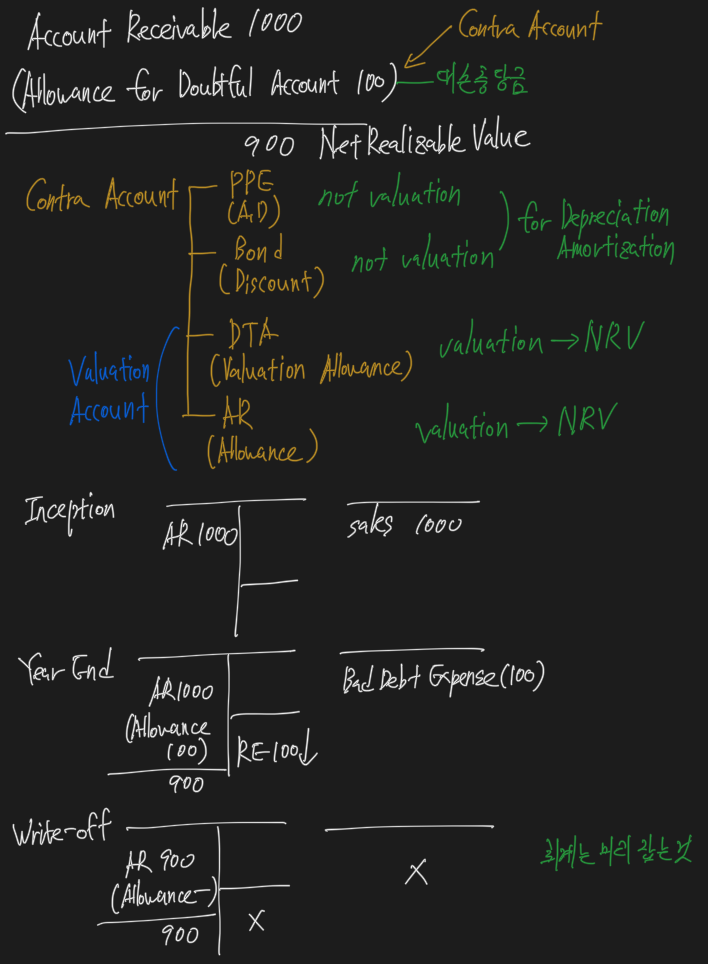 Account Receivable 1000
Contra Account
(Allowance for Doubtful Account 100)
대손충당금
900 Net Realizable Value
Contra Account
PPE
(A.D)
not valuation
Bond
(Discount)
not valuation
for Depreciation
Amortization
Valuation
Account
DTA
(Valuation Allowance)
valuation → NRV
AR
(Allowance)
valuation → NRV
Inception
AR 1000
sales 1000
Year End
AR 1000
(Allowance
100)
900
RE-100↓
Bad Debt Expense (100)
Write-off
AR 900
(Allowance-)
900
X
X
회계는 미리 갚는것